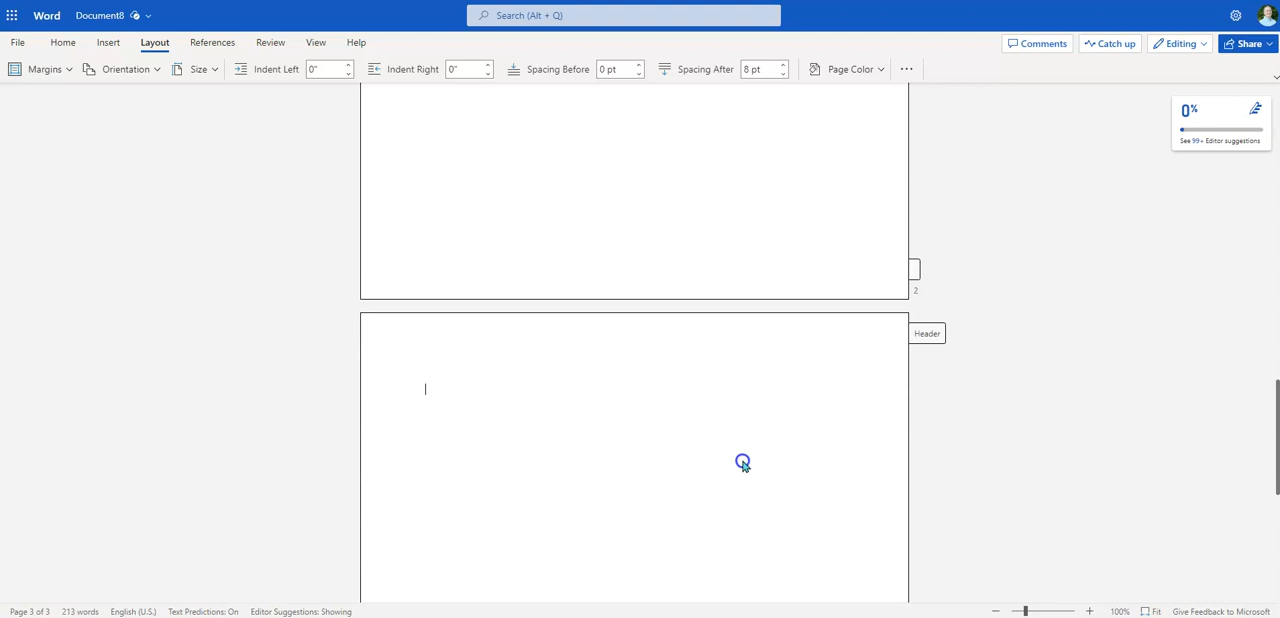 Word Document8 Search (Alt + Q)
File Home Insert Layout References Review View Help Comments Catch up Editing Share
Margins Orientation Size Indent Left 0" Indent Right 0" Spacing Before 0 pt Spacing After 8 pt Page Color ...
0%
See 99+ Editor suggestions
2
Header
Page 3 of 3 213 words English (U.S.) Text Predictions: On Editor Suggestions: Showing 100% Fit Give Feedback to Microsoft